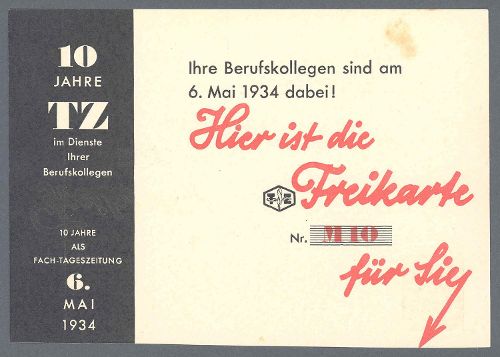 10
JAHRE
TZ
im Dienste
Ihrer
Berufskollegen
10 JAHRE
ALS
FACH-TAGESZEITUNG
6.
MAI
1934
Ihre Berufskollegen sind am
6. Mai 1934 dabei!
Hier ist die
Freikarte
Nr. M 10
für Sie